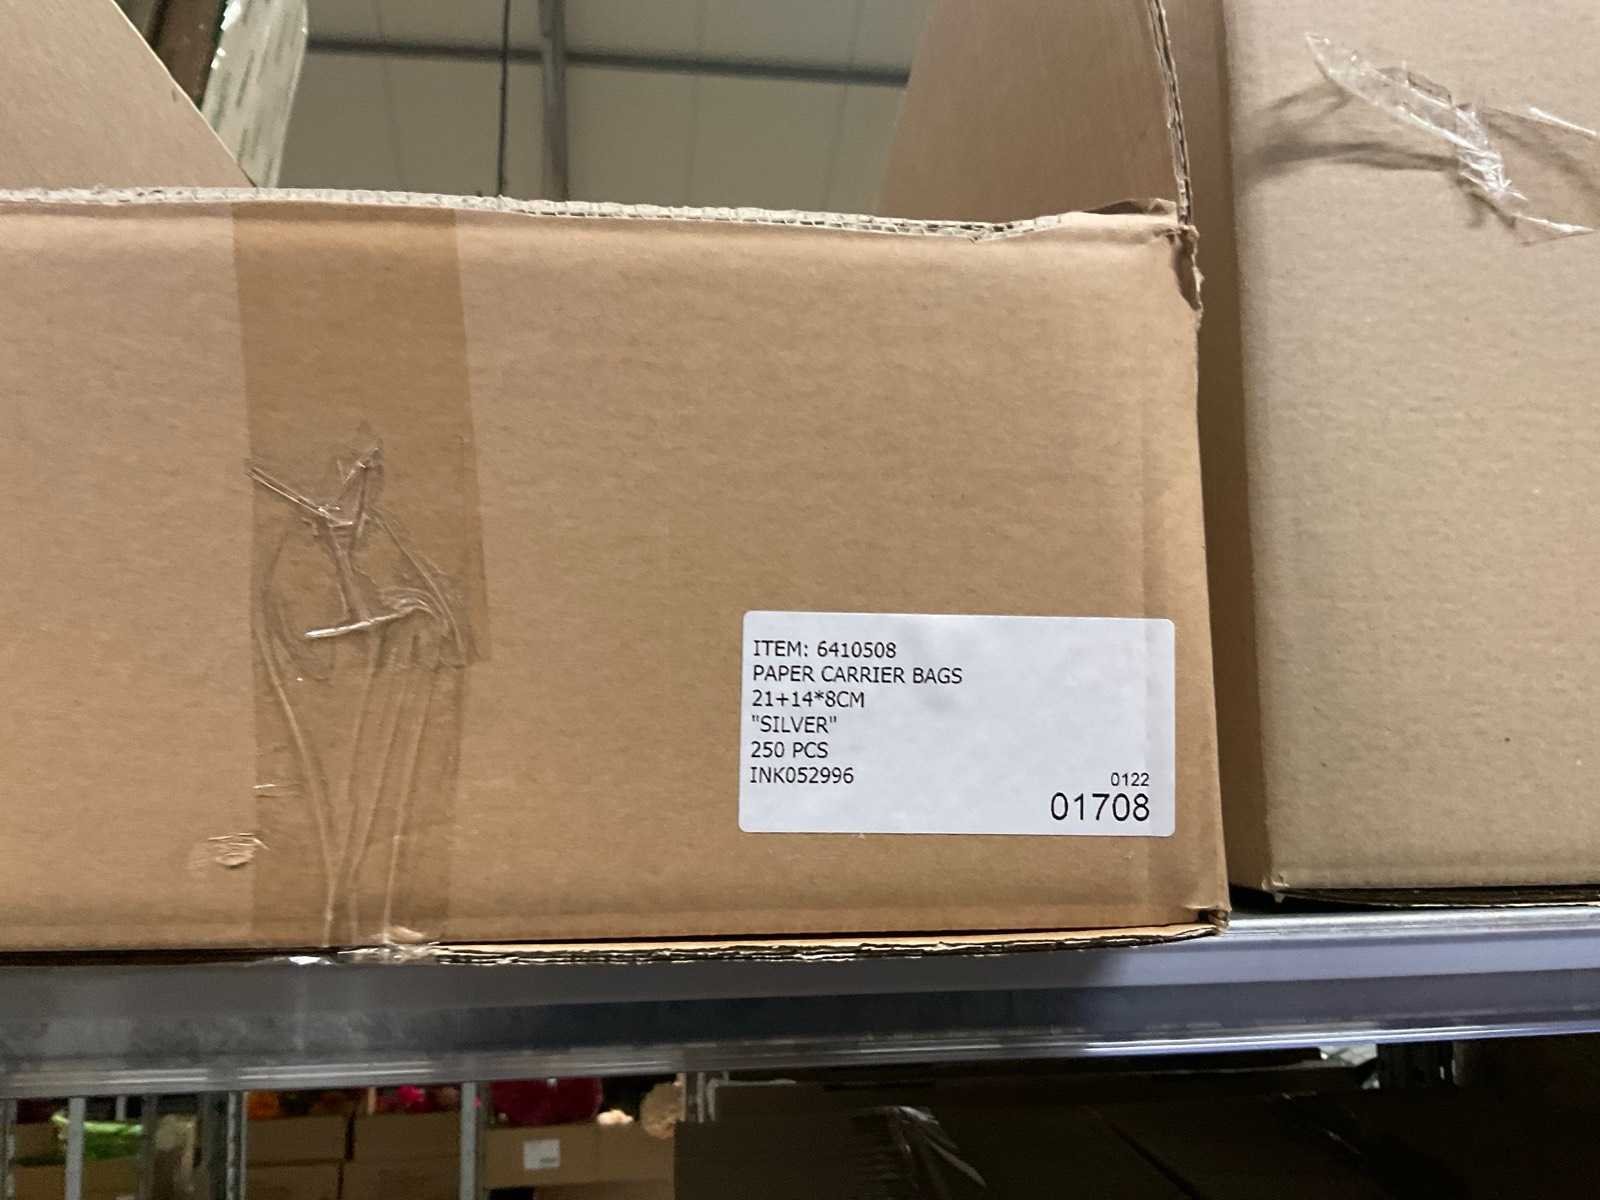 ITEM: 6410508
PAPER CARRIER BAGS
21+14*8CM
"SILVER"
250 PCS
INK052996
0122
01708